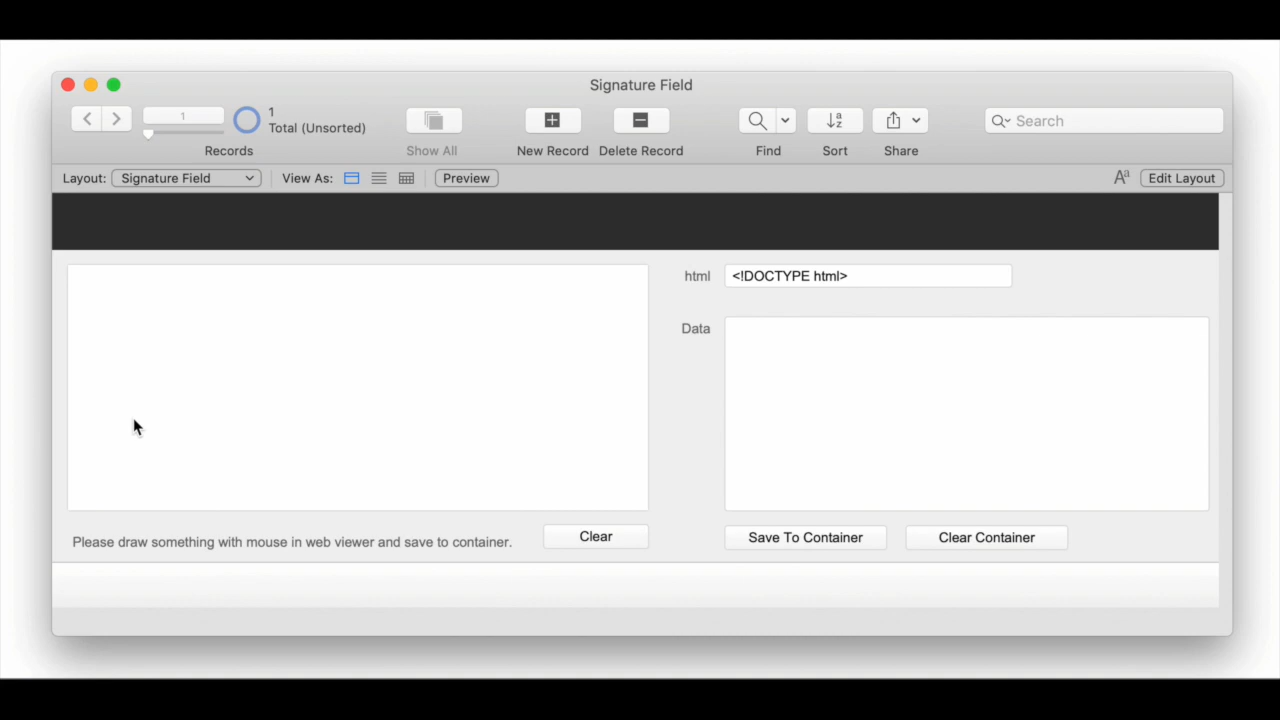 Signature Field
1
1
Total (Unsorted)
Records
Show All
New Record
Delete Record
Find
Sort
Share
Search
Layout: Signature Field
View As:
Preview
Aa
Edit Layout
html
<!DOCTYPE html>
Data
Please draw something with mouse in web viewer and save to container.
Clear
Save To Container
Clear Container